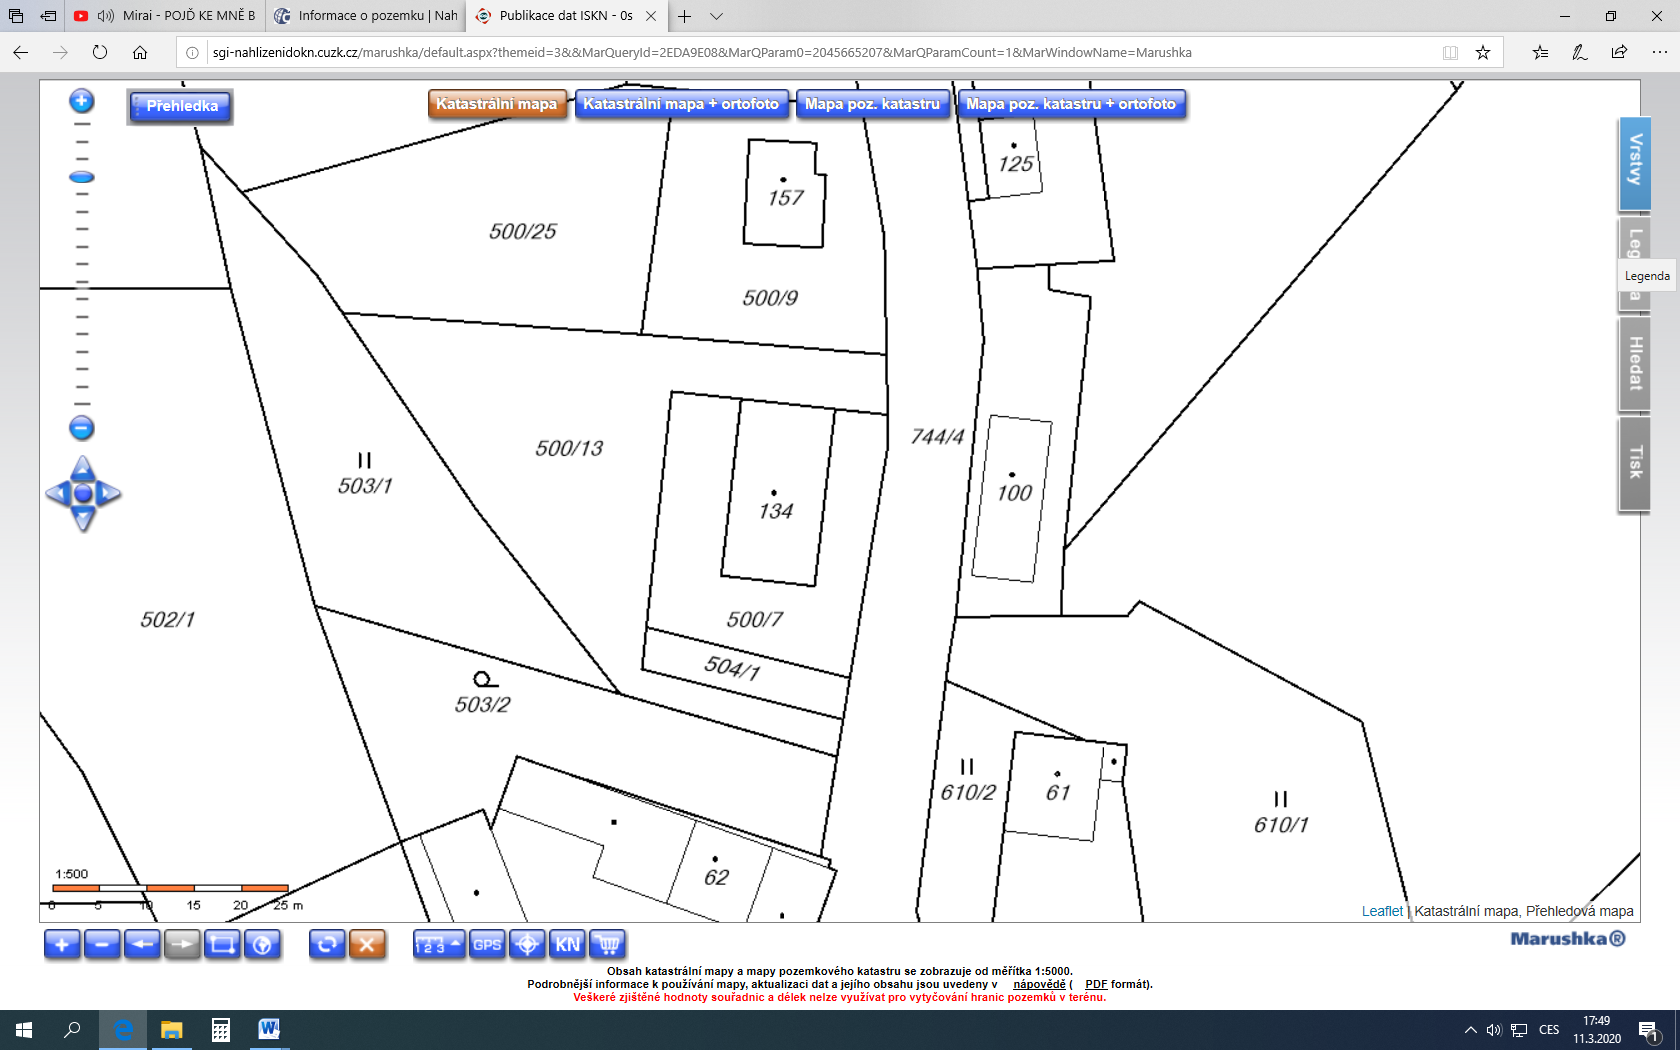 Mirai - POJĎ KE MNĚ B
Informace o pozemku | Nah
Publikace dat ISKN - 0s
sgi-nahlizenidokn.cuzk.cz/marushka/default.aspx?themeid=3&&MarQueryId=2EDA9E08&MarQParam0=2045665207&MarQParamCount=1&MarWindowName=Marushka
Přehledka
Katastrální mapa
Katastrální mapa + ortofoto
Mapa poz. katastru
Mapa poz. katastru + ortofoto
Vrstvy
Legenda
Hledat
Tisk
125
157
500/25
500/9
744/4
500/13
503/1
100
134
502/1
500/7
504/1
503/2
610/2
61
610/1
62
1:500
0 5 10 15 20 25 m
Leaflet | Katastrální mapa, Přehledová mapa
1 2 3
GPS
KN
Marushka®
Obsah katastrální mapy a mapy pozemkového katastru se zobrazuje od měřítka 1:5000.
Podrobnější informace k používání mapy, aktualizaci dat a jejího obsahu jsou uvedeny v nápovědě ( PDF formát).
Veškeré zjištěné hodnoty souřadnic a délek nelze využívat pro vytyčování hranic pozemků v terénu.
CES
17:49
11.3.2020
1